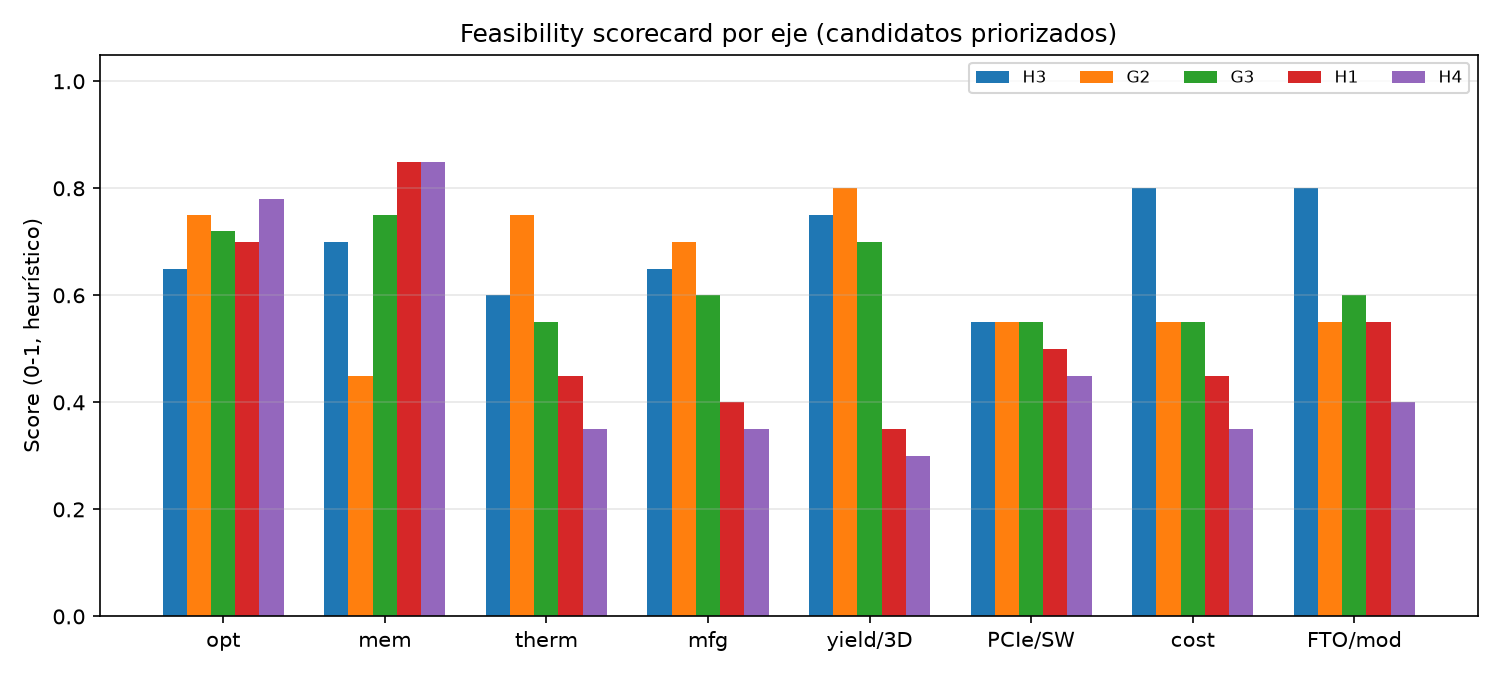 Feasibility scorecard por eje (candidatos priorizados)
H3 G2 G3 H1 H4
Score (0-1, heurístico)
1.0
0.8
0.6
0.4
0.2
0.0
opt mem therm mfg yield/3D PCIe/SW cost FTO/mod